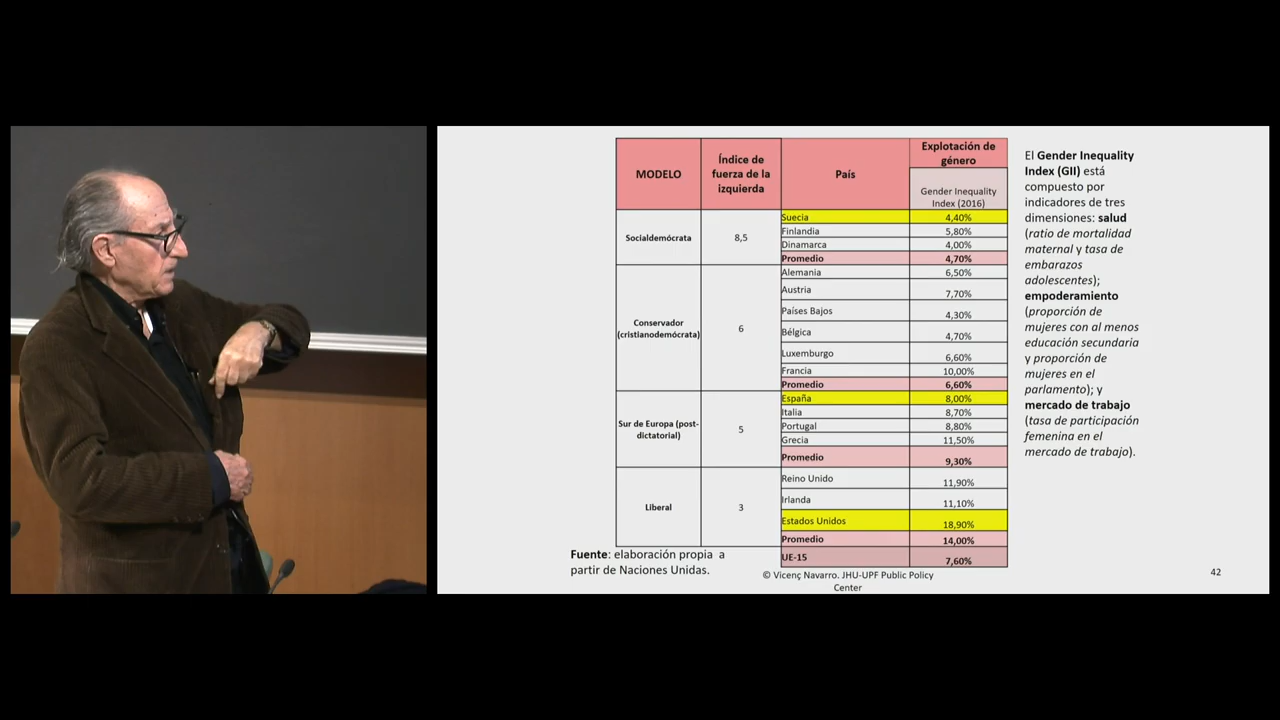 MODELO
Índice de
fuerza de la
izquierda
País
Explotación de
género
Gender Inequality
Index (2016)
Socialdemócrata
8,5
Suecia 4,40%
Finlandia 5,80%
Dinamarca 4,00%
Promedio 4,70%
Conservador
(cristianodemócrata)
6
Alemania 6,50%
Austria 7,70%
Países Bajos 4,30%
Bélgica 4,70%
Luxemburgo 6,60%
Francia 10,00%
Promedio 6,60%
Sur de Europa (post-
dictatorial)
5
España 8,00%
Italia 8,70%
Portugal 8,80%
Grecia 11,50%
Promedio 9,30%
Liberal
3
Reino Unido 11,90%
Irlanda 11,10%
Estados Unidos 18,90%
Promedio 14,00%
UE-15 7,60%
El Gender Inequality
Index (GII) está
compuesto por
indicadores de tres
dimensiones: salud
(ratio de mortalidad
maternal y tasa de
embarazos
adolescentes);
empoderamiento
(proporción de
mujeres con al menos
educación secundaria
y proporción de
mujeres en el
parlamento); y
mercado de trabajo
(tasa de participación
femenina en el
mercado de trabajo).
Fuente: elaboración propia a
partir de Naciones Unidas.
© Vicenç Navarro. JHU-UPF Public Policy
Center
42